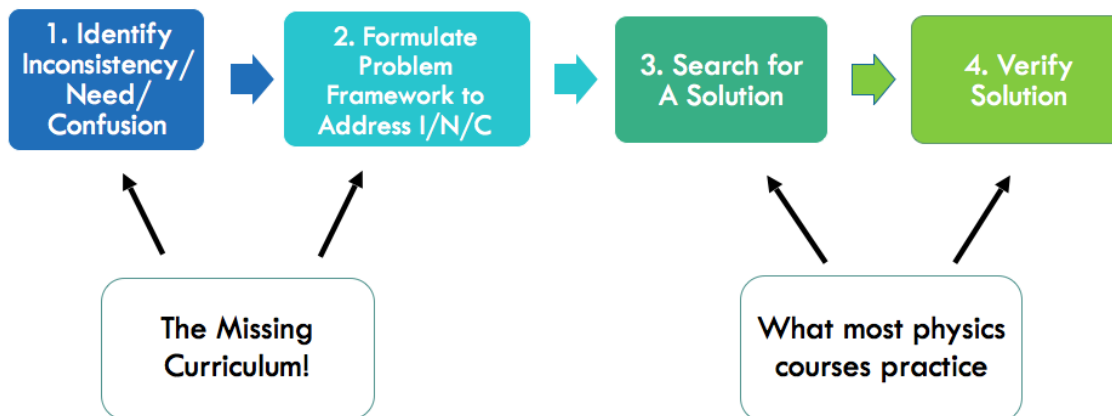 1. Identify
Inconsistency/
Need/
Confusion
2. Formulate
Problem
Framework to
Address I/N/C
3. Search for
A Solution
4. Verify
Solution
The Missing
Curriculum!
What most physics
courses practice